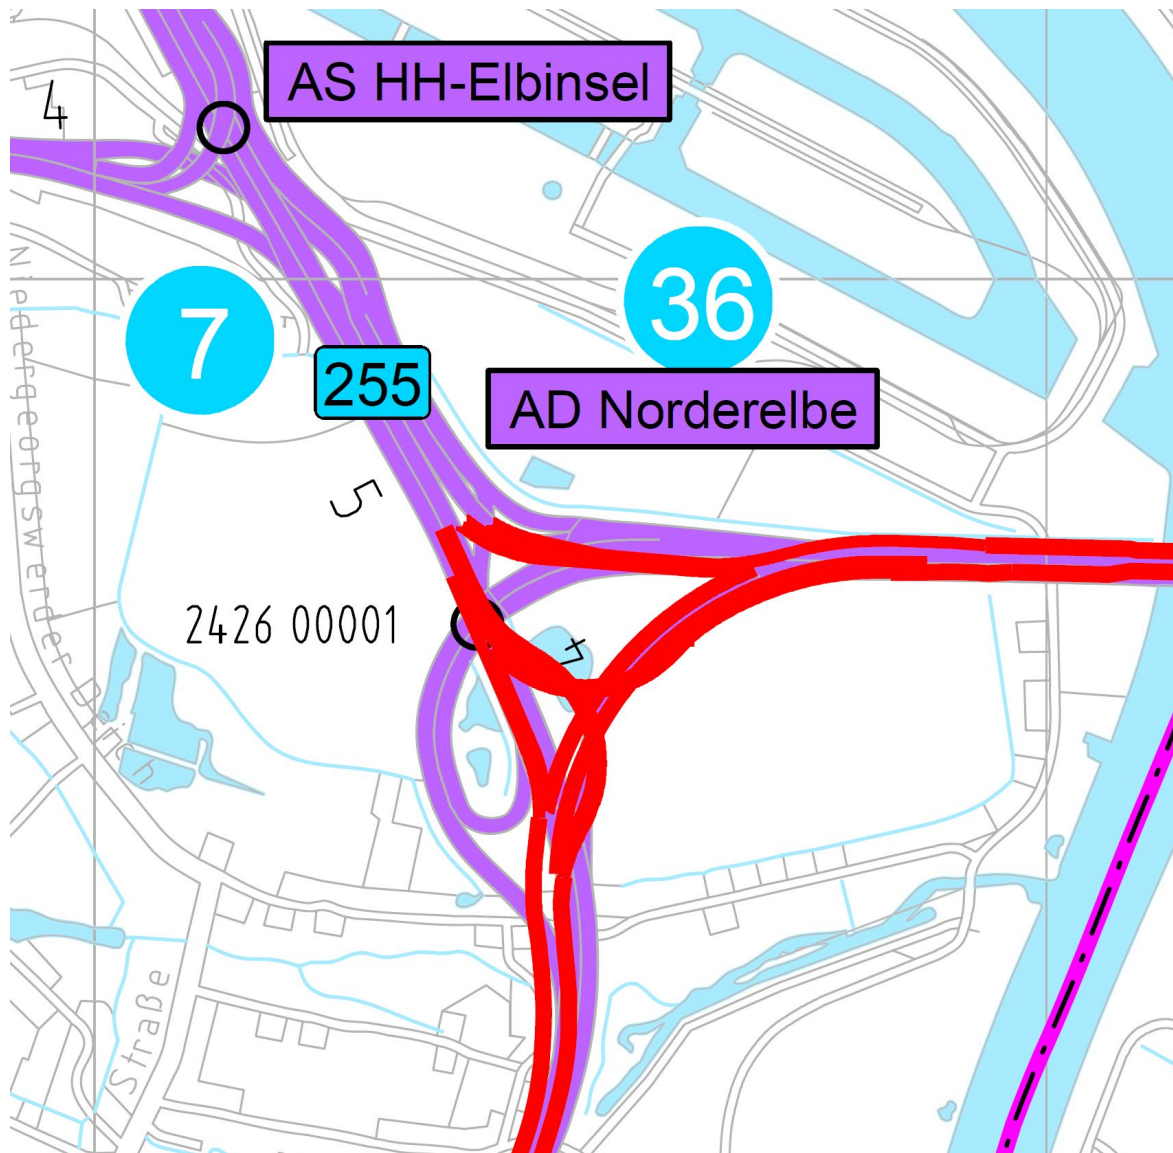 AS HH-Elbinsel
4
36
7
255
AD Norderelbe
5
2426 00001
4
Niedergeorgswerder Deich
Straße